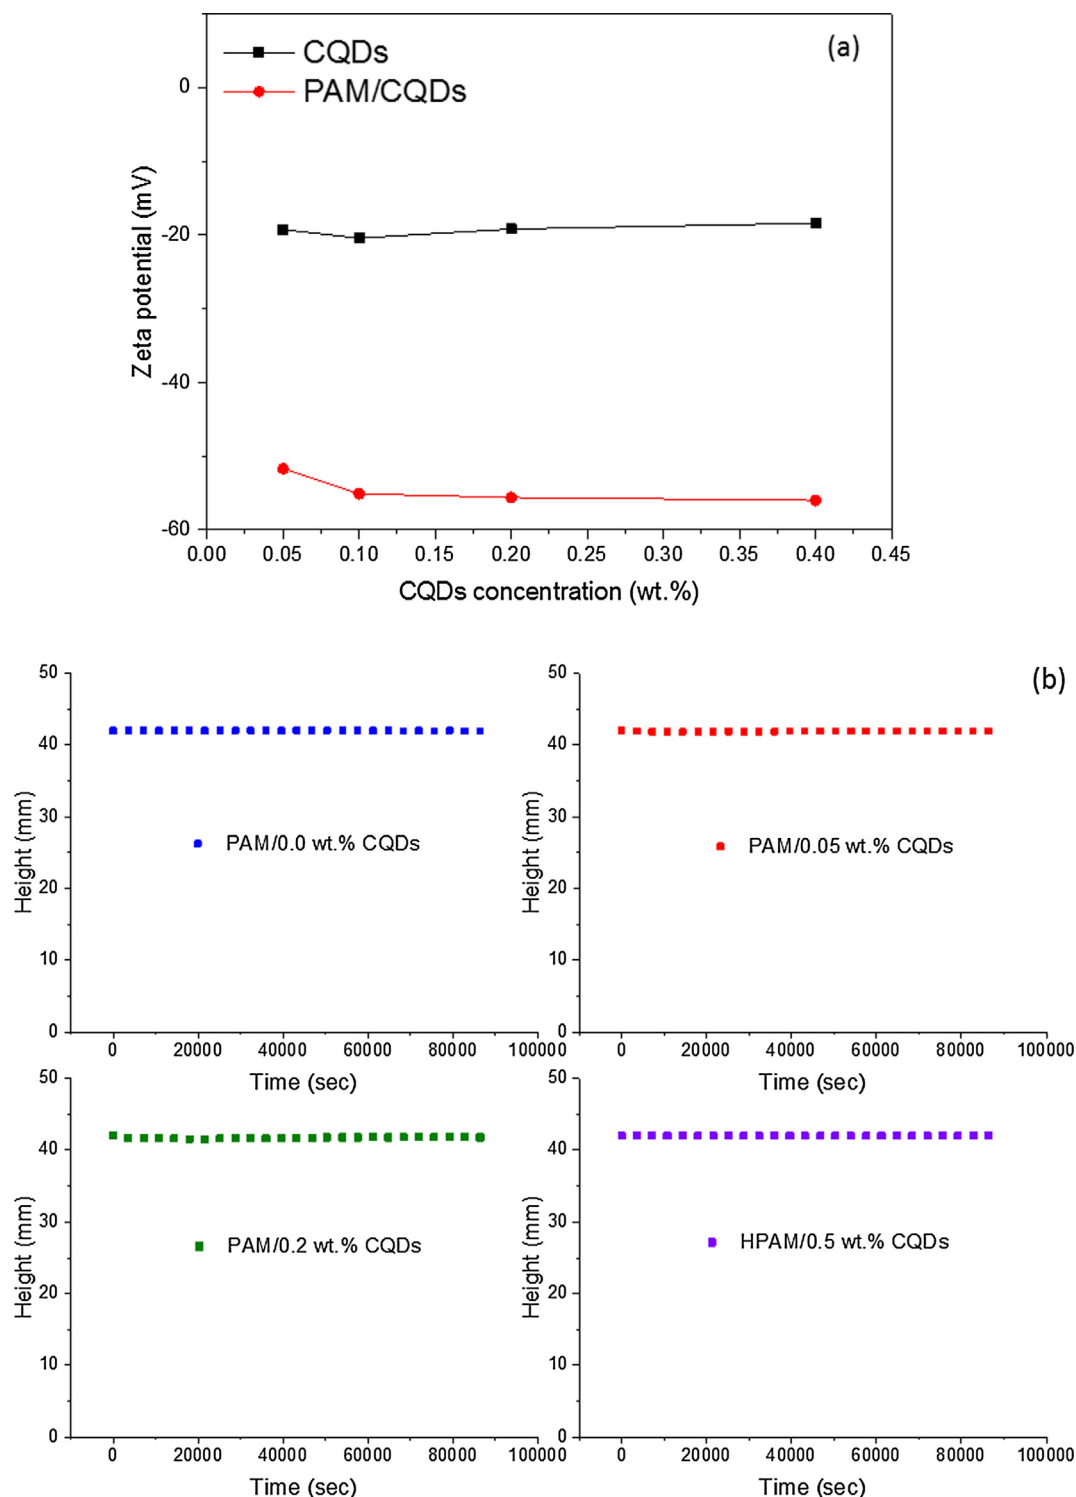 (a)
CQDs
PAM/CQDs
Zeta potential (mV)
0
-20
-40
-60
0.00 0.05 0.10 0.15 0.20 0.25 0.30 0.35 0.40 0.45
CQDs concentration (wt.%)
(b)
Height (mm)
50
40
30
20
10
0
PAM/0.0 wt.% CQDs
0 20000 40000 60000 80000 100000
Time (sec)
Height (mm)
50
40
30
20
10
0
PAM/0.05 wt.% CQDs
0 20000 40000 60000 80000 100000
Time (sec)
Height (mm)
50
40
30
20
10
0
PAM/0.2 wt.% CQDs
0 20000 40000 60000 80000 100000
Time (sec)
Height (mm)
50
40
30
20
10
0
HPAM/0.5 wt.% CQDs
0 20000 40000 60000 80000 100000
Time (sec)